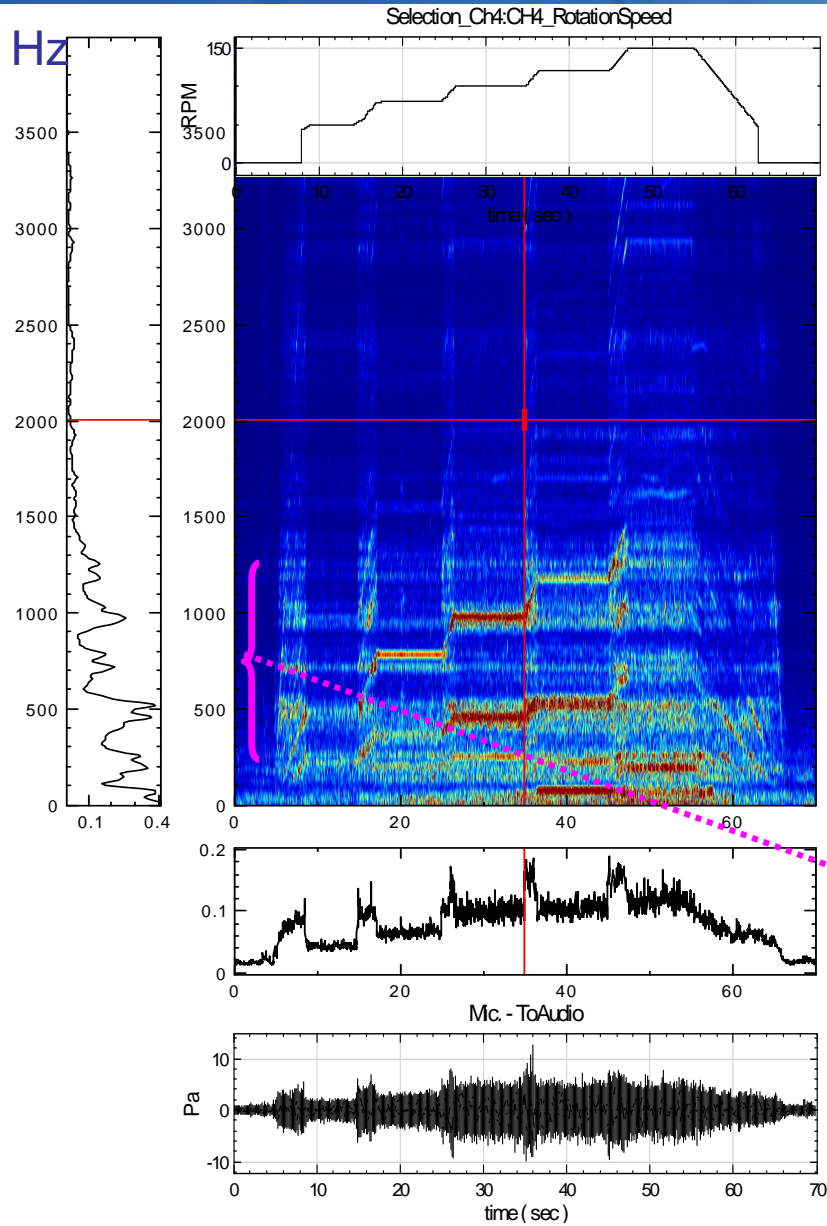 Selection_Ch4:CH4_RotationSpeed
Hz
150
RPM
3500
3500
0
0 10 20 30 40 50 60
time ( sec )
3000
3000
2500
2500
2000
2000
1500
1500
1000
1000
500
500
0
0
0.1 0.4
0 20 40 60
0.2
0.1
0
0 20 40 60
Mic. - ToAudio
10
Pa
0
-10
0 10 20 30 40 50 60 70
time ( sec )